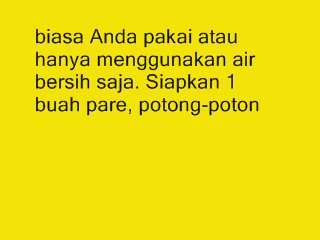 biasa Anda pakai atau
hanya menggunakan air
bersih saja. Siapkan 1
buah pare, potong-poton